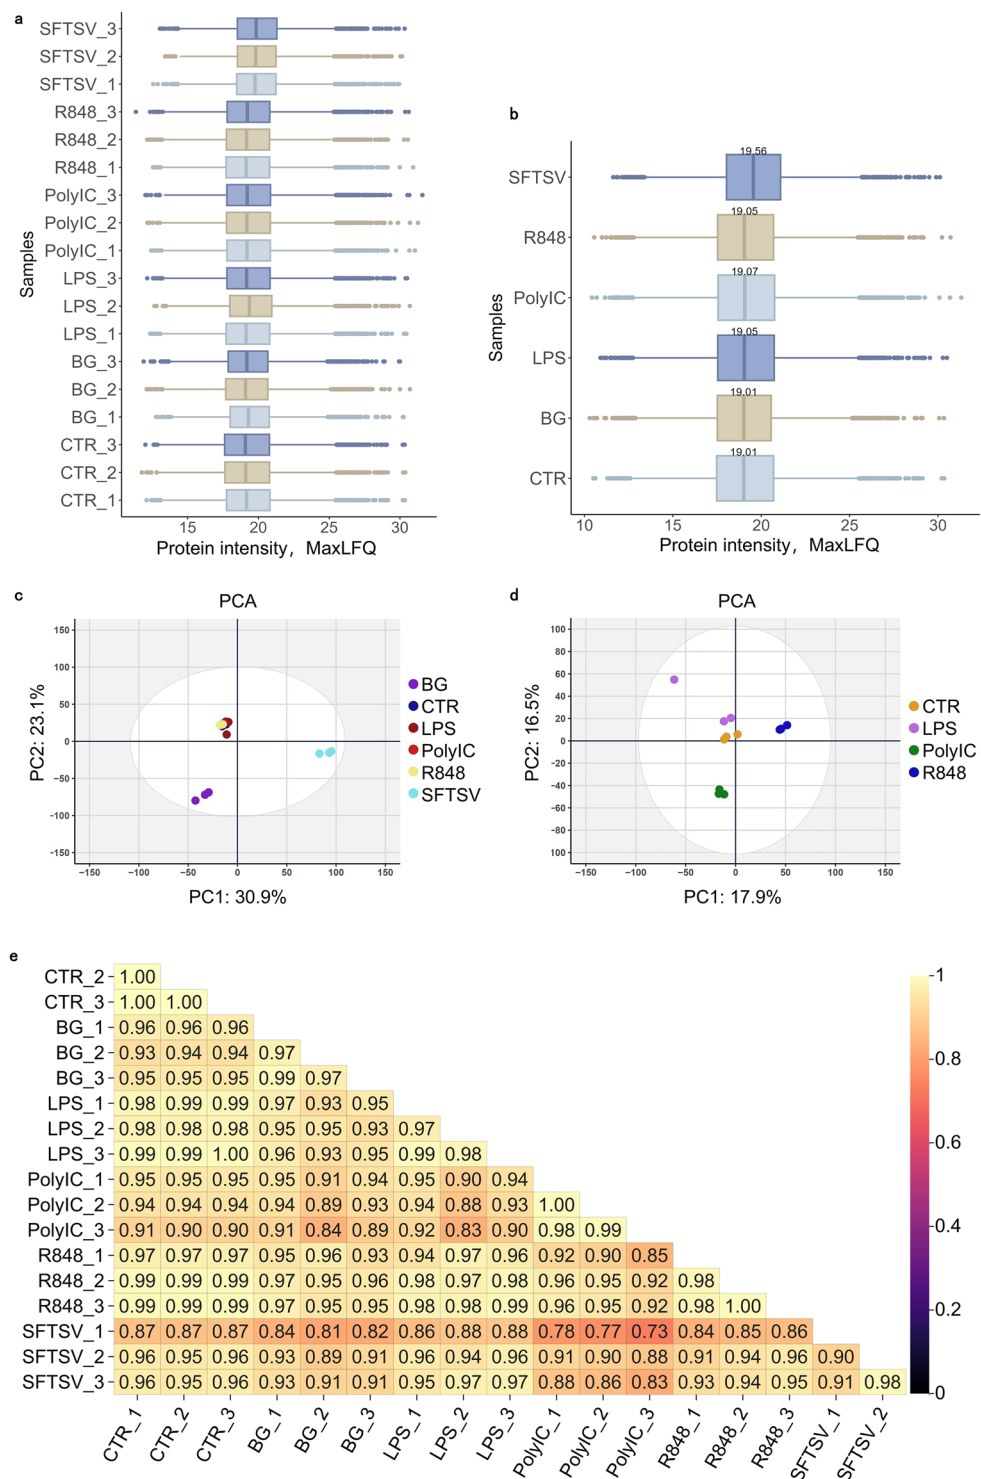 a
SFTSV_3
SFTSV_2
SFTSV_1
R848_3
R848_2
R848_1
PolyIC_3
PolyIC_2
PolyIC_1
LPS_3
LPS_2
LPS_1
BG_3
BG_2
BG_1
CTR_3
CTR_2
CTR_1
Samples
15 20 25 30
Protein intensity, MaxLFQ
b
SFTSV 19.56
R848 19.05
PolyIC 19.07
LPS 19.05
BG 19.01
CTR 19.01
Samples
10 15 20 25 30
Protein intensity, MaxLFQ
c
PCA
150
100
50
0
−50
−100
−150
PC2: 23.1%
−150 −100 −50 0 50 100 150
PC1: 30.9%
BG
CTR
LPS
PolyIC
R848
SFTSV
d
PCA
100
80
60
40
20
0
−20
−40
−60
−80
100
PC2: 16.5%
−150 −100 −50 0 50 100 150
PC1: 17.9%
CTR
LPS
PolyIC
R848
e
CTR_2 1.00
CTR_3 1.00 1.00
BG_1 0.96 0.96 0.96
BG_2 0.93 0.94 0.94 0.97
BG_3 0.95 0.95 0.95 0.99 0.97
LPS_1 0.98 0.99 0.99 0.97 0.93 0.95
LPS_2 0.98 0.98 0.98 0.95 0.95 0.93 0.97
LPS_3 0.99 0.99 1.00 0.96 0.93 0.95 0.99 0.98
PolyIC_1 0.95 0.95 0.95 0.95 0.91 0.94 0.95 0.90 0.94
PolyIC_2 0.94 0.94 0.94 0.94 0.89 0.93 0.94 0.88 0.93 1.00
PolyIC_3 0.91 0.90 0.90 0.91 0.84 0.89 0.92 0.83 0.90 0.98 0.99
R848_1 0.97 0.97 0.97 0.95 0.96 0.93 0.94 0.97 0.96 0.92 0.90 0.85
R848_2 0.99 0.99 0.99 0.97 0.95 0.96 0.98 0.97 0.98 0.96 0.95 0.92 0.98
R848_3 0.99 0.99 0.99 0.97 0.95 0.95 0.98 0.98 0.99 0.96 0.95 0.92 0.98 1.00
SFTSV_1 0.87 0.87 0.87 0.84 0.81 0.82 0.86 0.88 0.88 0.78 0.77 0.73 0.84 0.85 0.86
SFTSV_2 0.96 0.95 0.96 0.93 0.89 0.91 0.96 0.94 0.96 0.91 0.90 0.88 0.91 0.94 0.96 0.90
SFTSV_3 0.96 0.95 0.96 0.93 0.91 0.91 0.95 0.97 0.97 0.88 0.86 0.83 0.93 0.94 0.95 0.91 0.98
CTR_1 CTR_2 CTR_3 BG_1 BG_2 BG_3 LPS_1 LPS_2 LPS_3 PolyIC_1 PolyIC_2 PolyIC_3 R848_1 R848_2 R848_3 SFTSV_1 SFTSV_2
1
0.8
0.6
0.4
0.2
0